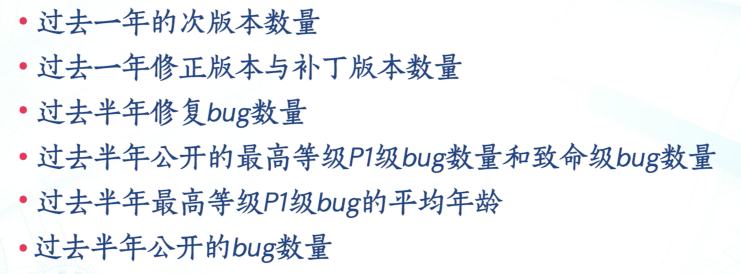 • 过去一年的次版本数量
• 过去一年修正版本与补丁版本数量
• 过去半年修复bug数量
• 过去半年公开的最高等级P1级bug数量和致命级bug数量
• 过去半年最高等级P1级bug的平均年龄
• 过去半年公开的bug数量